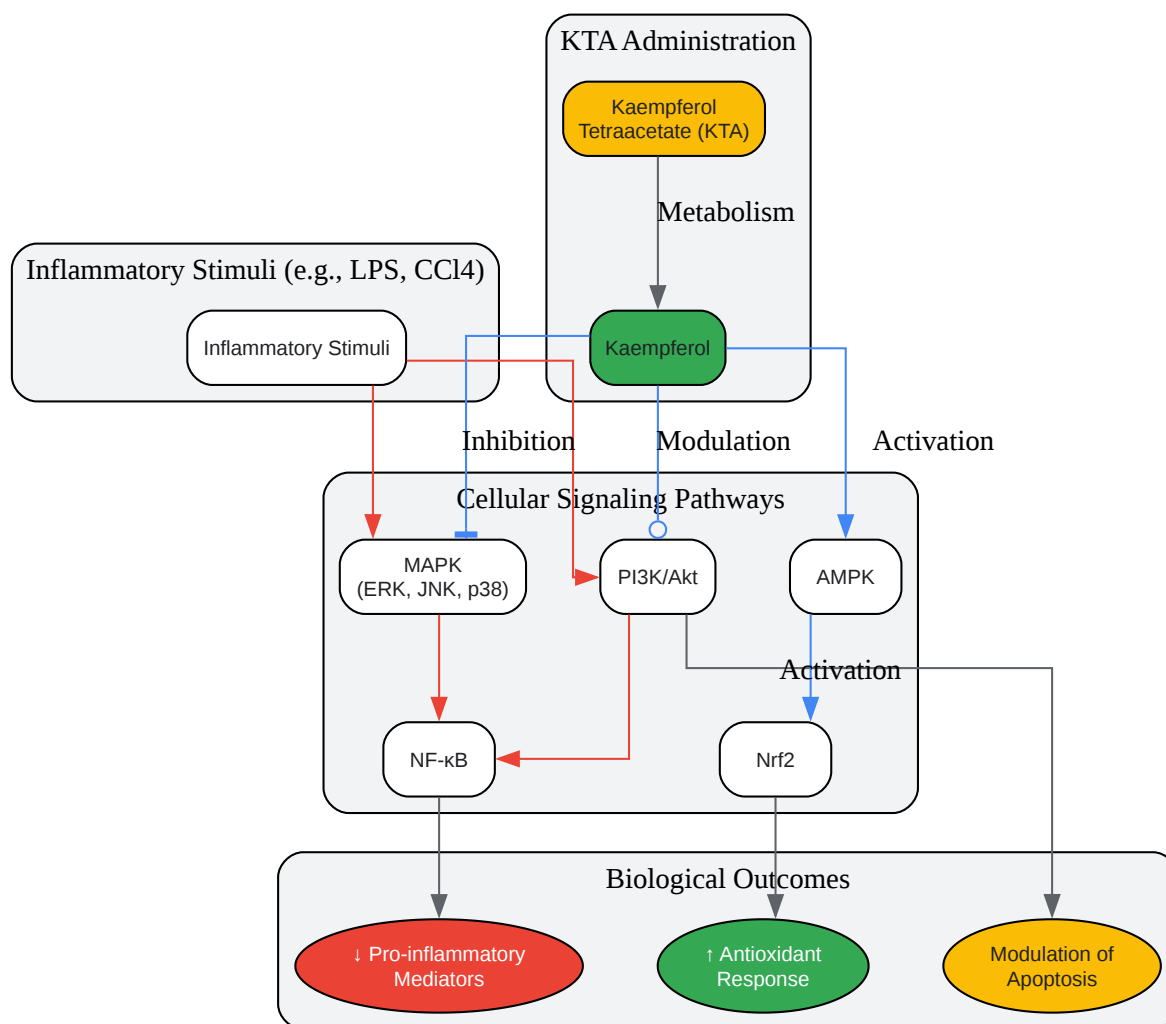 KTA Administration
Kaempferol
Tetraacetate (KTA)
Metabolism
Inflammatory Stimuli (e.g., LPS, CCl4)
Inflammatory Stimuli
Kaempferol
Inhibition
Modulation
Activation
Cellular Signaling Pathways
MAPK
(ERK, JNK, p38)
PI3K/Akt
AMPK
Activation
NF-κB
Nrf2
Biological Outcomes
↓ Pro-inflammatory
Mediators
↑ Antioxidant
Response
Modulation of
Apoptosis